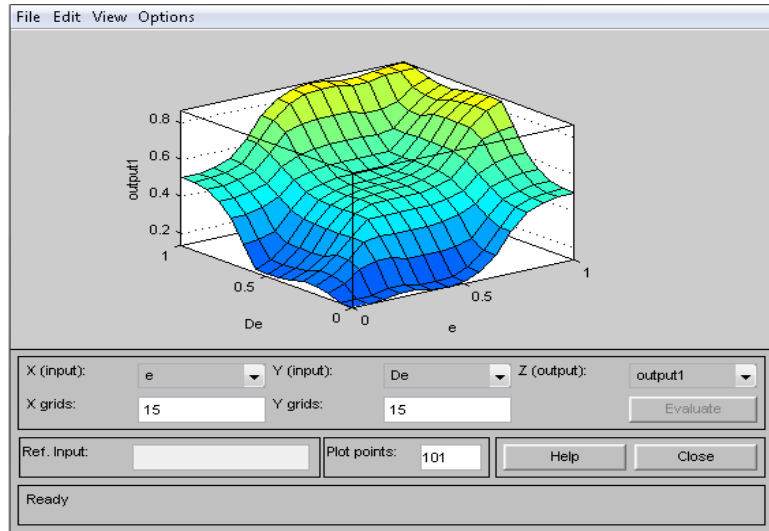 File Edit View Options
0.8
0.6
0.4
0.2
output1
1
0.5
0
De
0
0.5
1
e
X (input): e Y (input): De Z (output): output1
X grids: 15 Y grids: 15 Evaluate
Ref. Input: Plot points: 101 Help Close
Ready